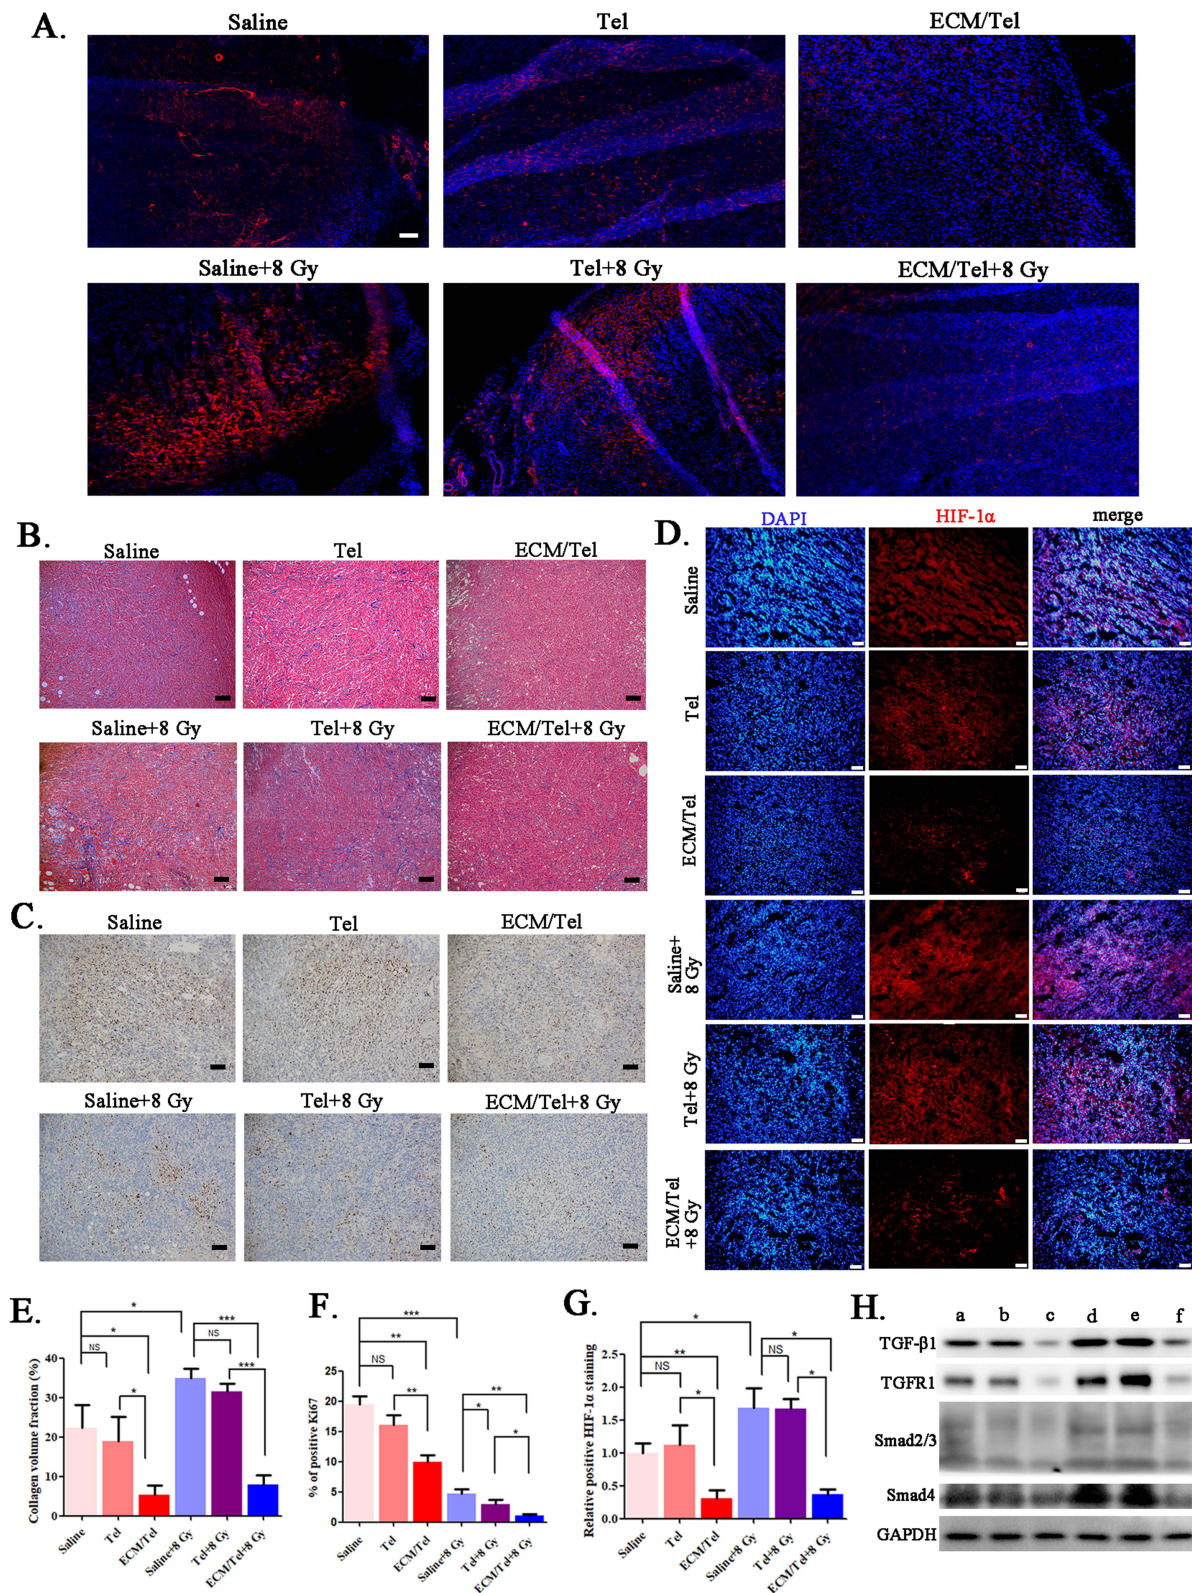 A.
Saline Tel ECM/Tel
Saline+8 Gy Tel+8 Gy ECM/Tel+8 Gy
B.
Saline Tel ECM/Tel
Saline+8 Gy Tel+8 Gy ECM/Tel+8 Gy
C.
Saline Tel ECM/Tel
Saline+8 Gy Tel+8 Gy ECM/Tel+8 Gy
D.
DAPI HIF-1α merge
Saline
Tel
ECM/Tel
Saline+
8 Gy
Tel+8 Gy
ECM/Tel
+8 Gy
E.
* *** * NS NS *** *
Collagen volume fraction (%)
40
30
20
10
0
Saline Tel ECM/Tel Saline+8 Gy Tel+8 Gy ECM/Tel+8 Gy
F.
*** ** NS ** ** * *
% of positive Ki67
25
20
15
10
5
0
Saline Tel ECM/Tel Saline+8 Gy Tel+8 Gy ECM/Tel+8 Gy
G.
* ** * NS NS * *
Relative positive HIF-1α staining
2.0
1.5
1.0
0.5
0.0
Saline Tel ECM/Tel Saline+8 Gy Tel+8 Gy ECM/Tel+8 Gy
H.
a b c d e f
TGF-β1
TGFR1
Smad2/3
Smad4
GAPDH